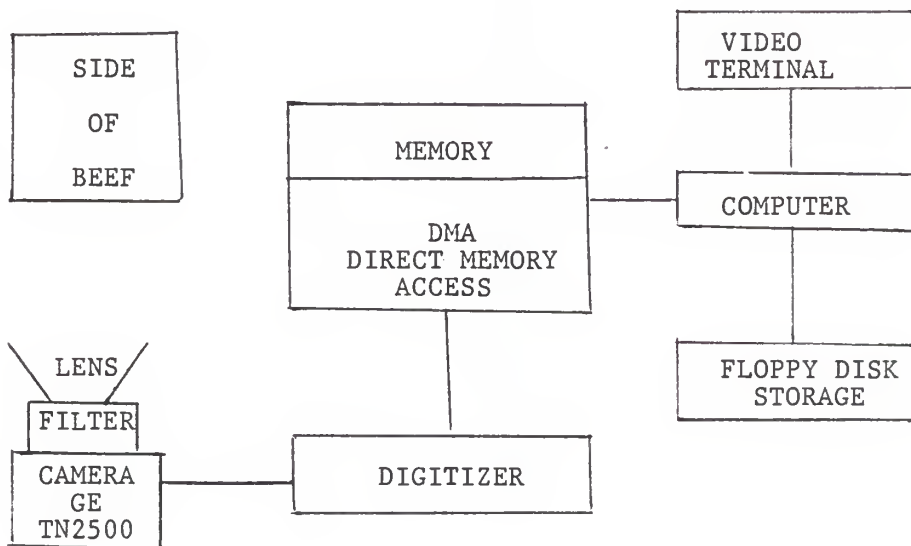 SIDE
OF
BEEF
VIDEO
TERMINAL
MEMORY
DMA
DIRECT MEMORY
ACCESS
COMPUTER
LENS
FILTER
CAMERA
GE
TN2500
DIGITIZER
FLOPPY DISK
STORAGE